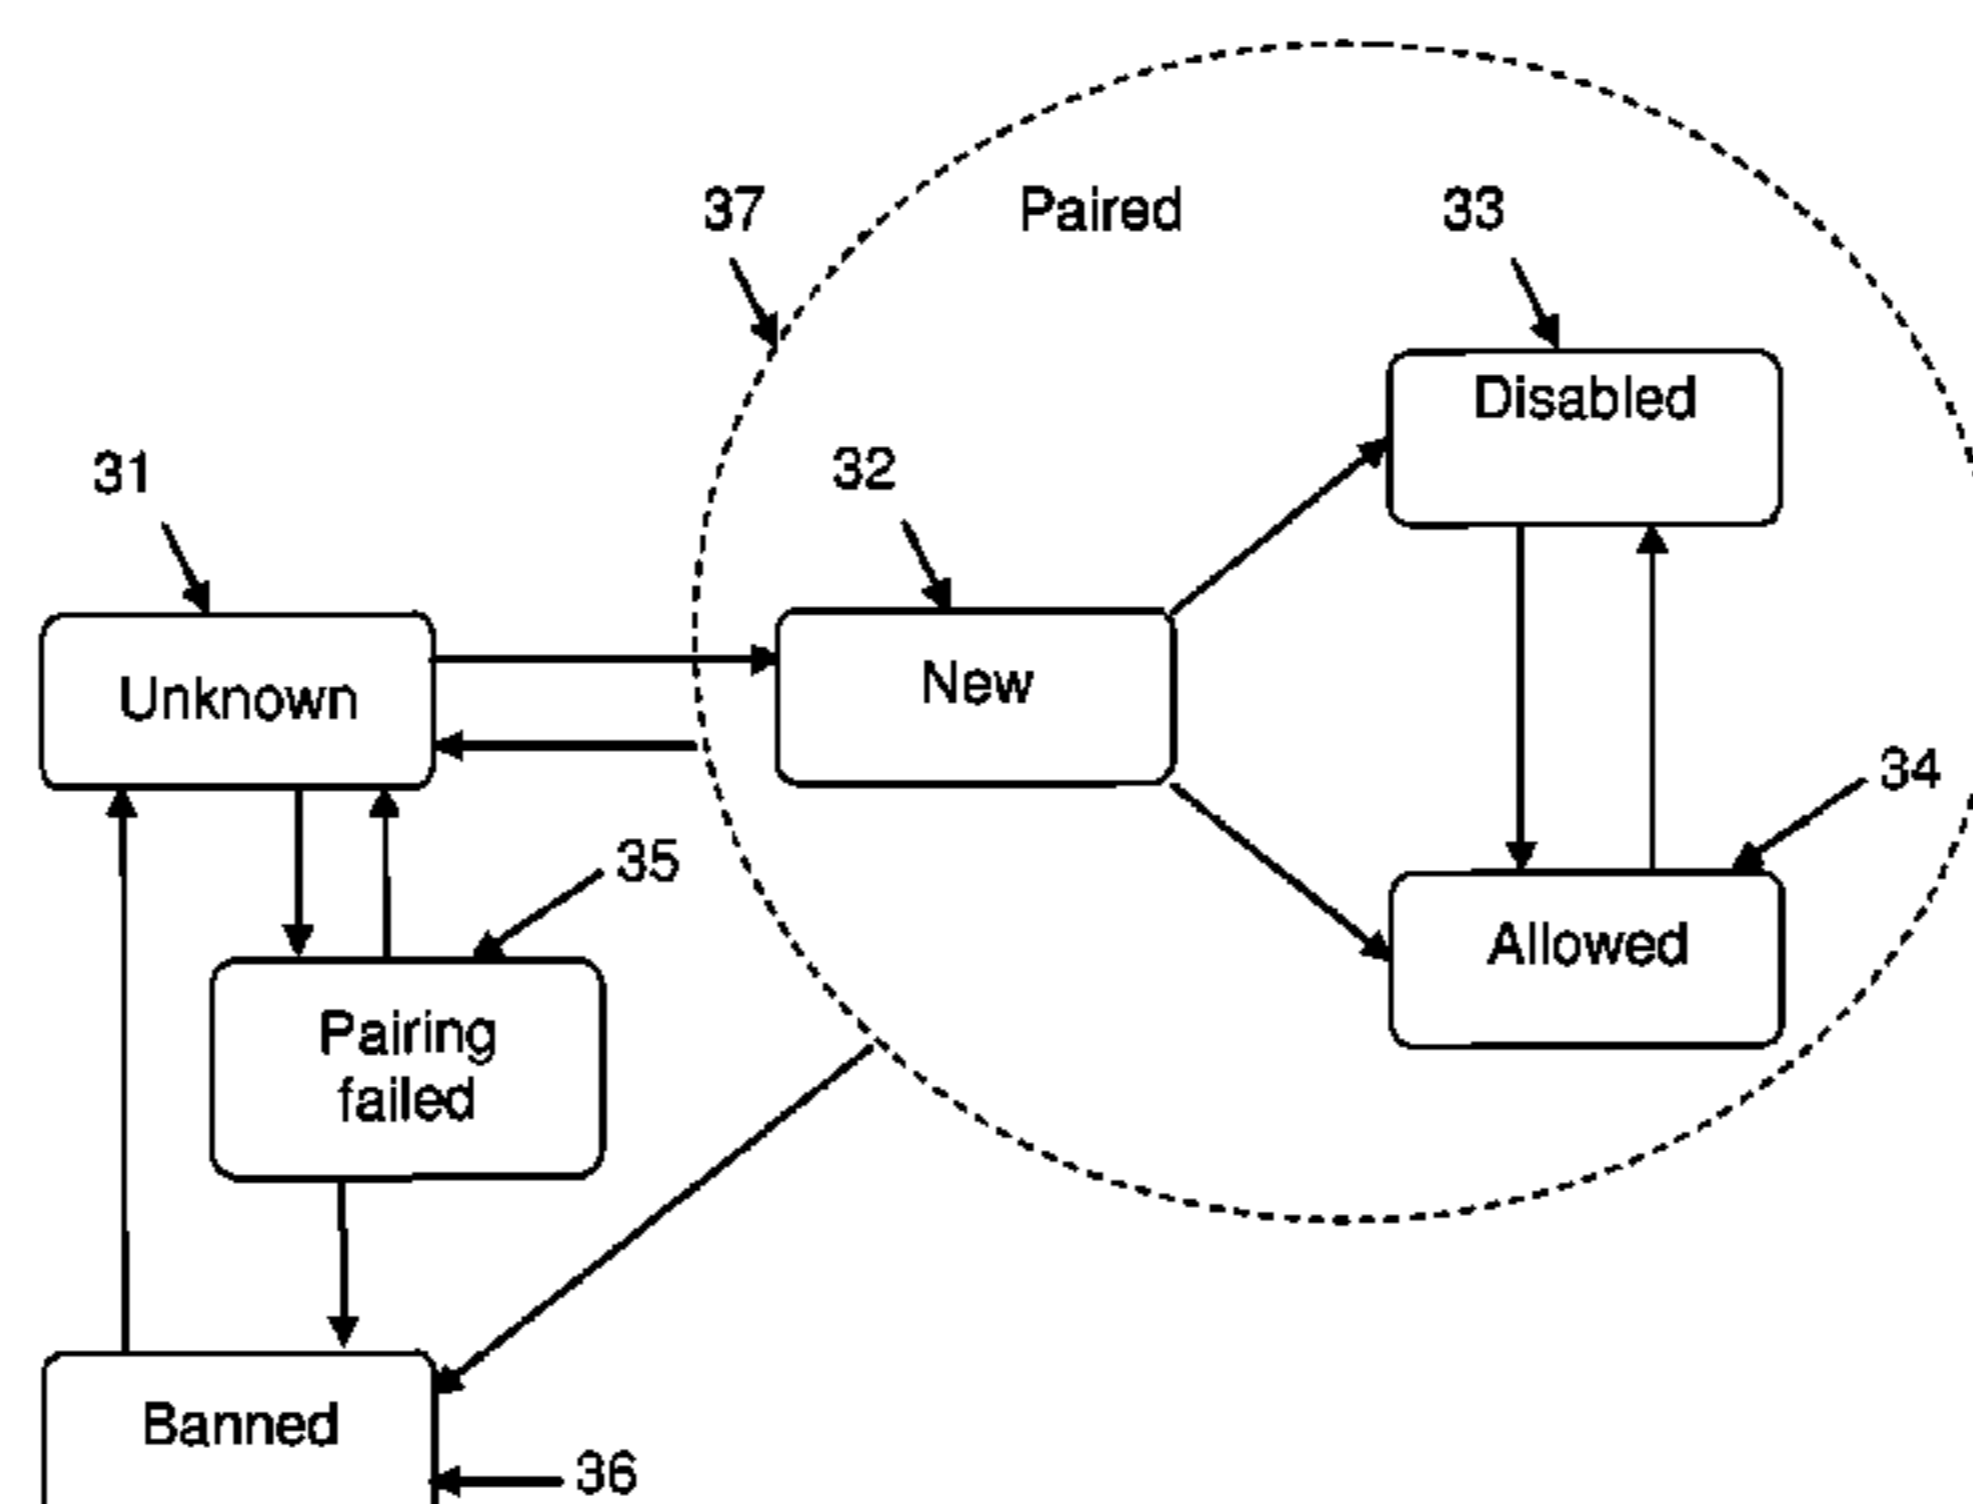 37
Paired
33
Disabled
31
32
Unknown
New
34
35
Allowed
Pairing
failed
Banned
36